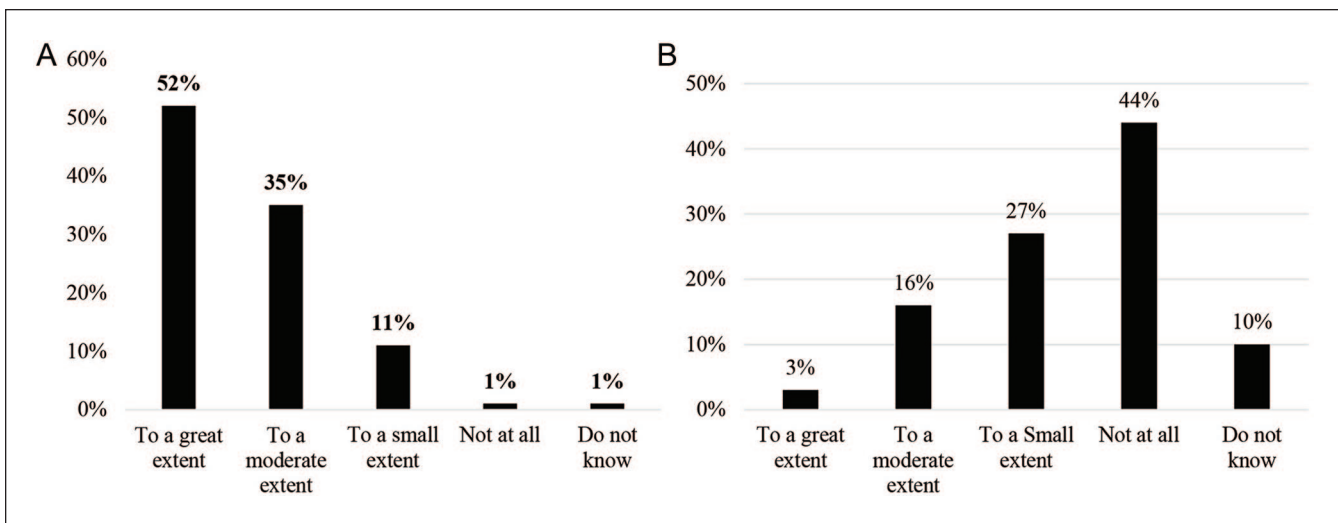 A
60%
50%
40%
30%
20%
10%
0%
52%
35%
11%
1%
1%
To a great
extent
To a
moderate
extent
To a small
extent
Not at all
Do not
know
B
50%
40%
30%
20%
10%
0%
3%
16%
27%
44%
10%
To a great
extent
To a
moderate
extent
To a Small
extent
Not at all
Do not
know